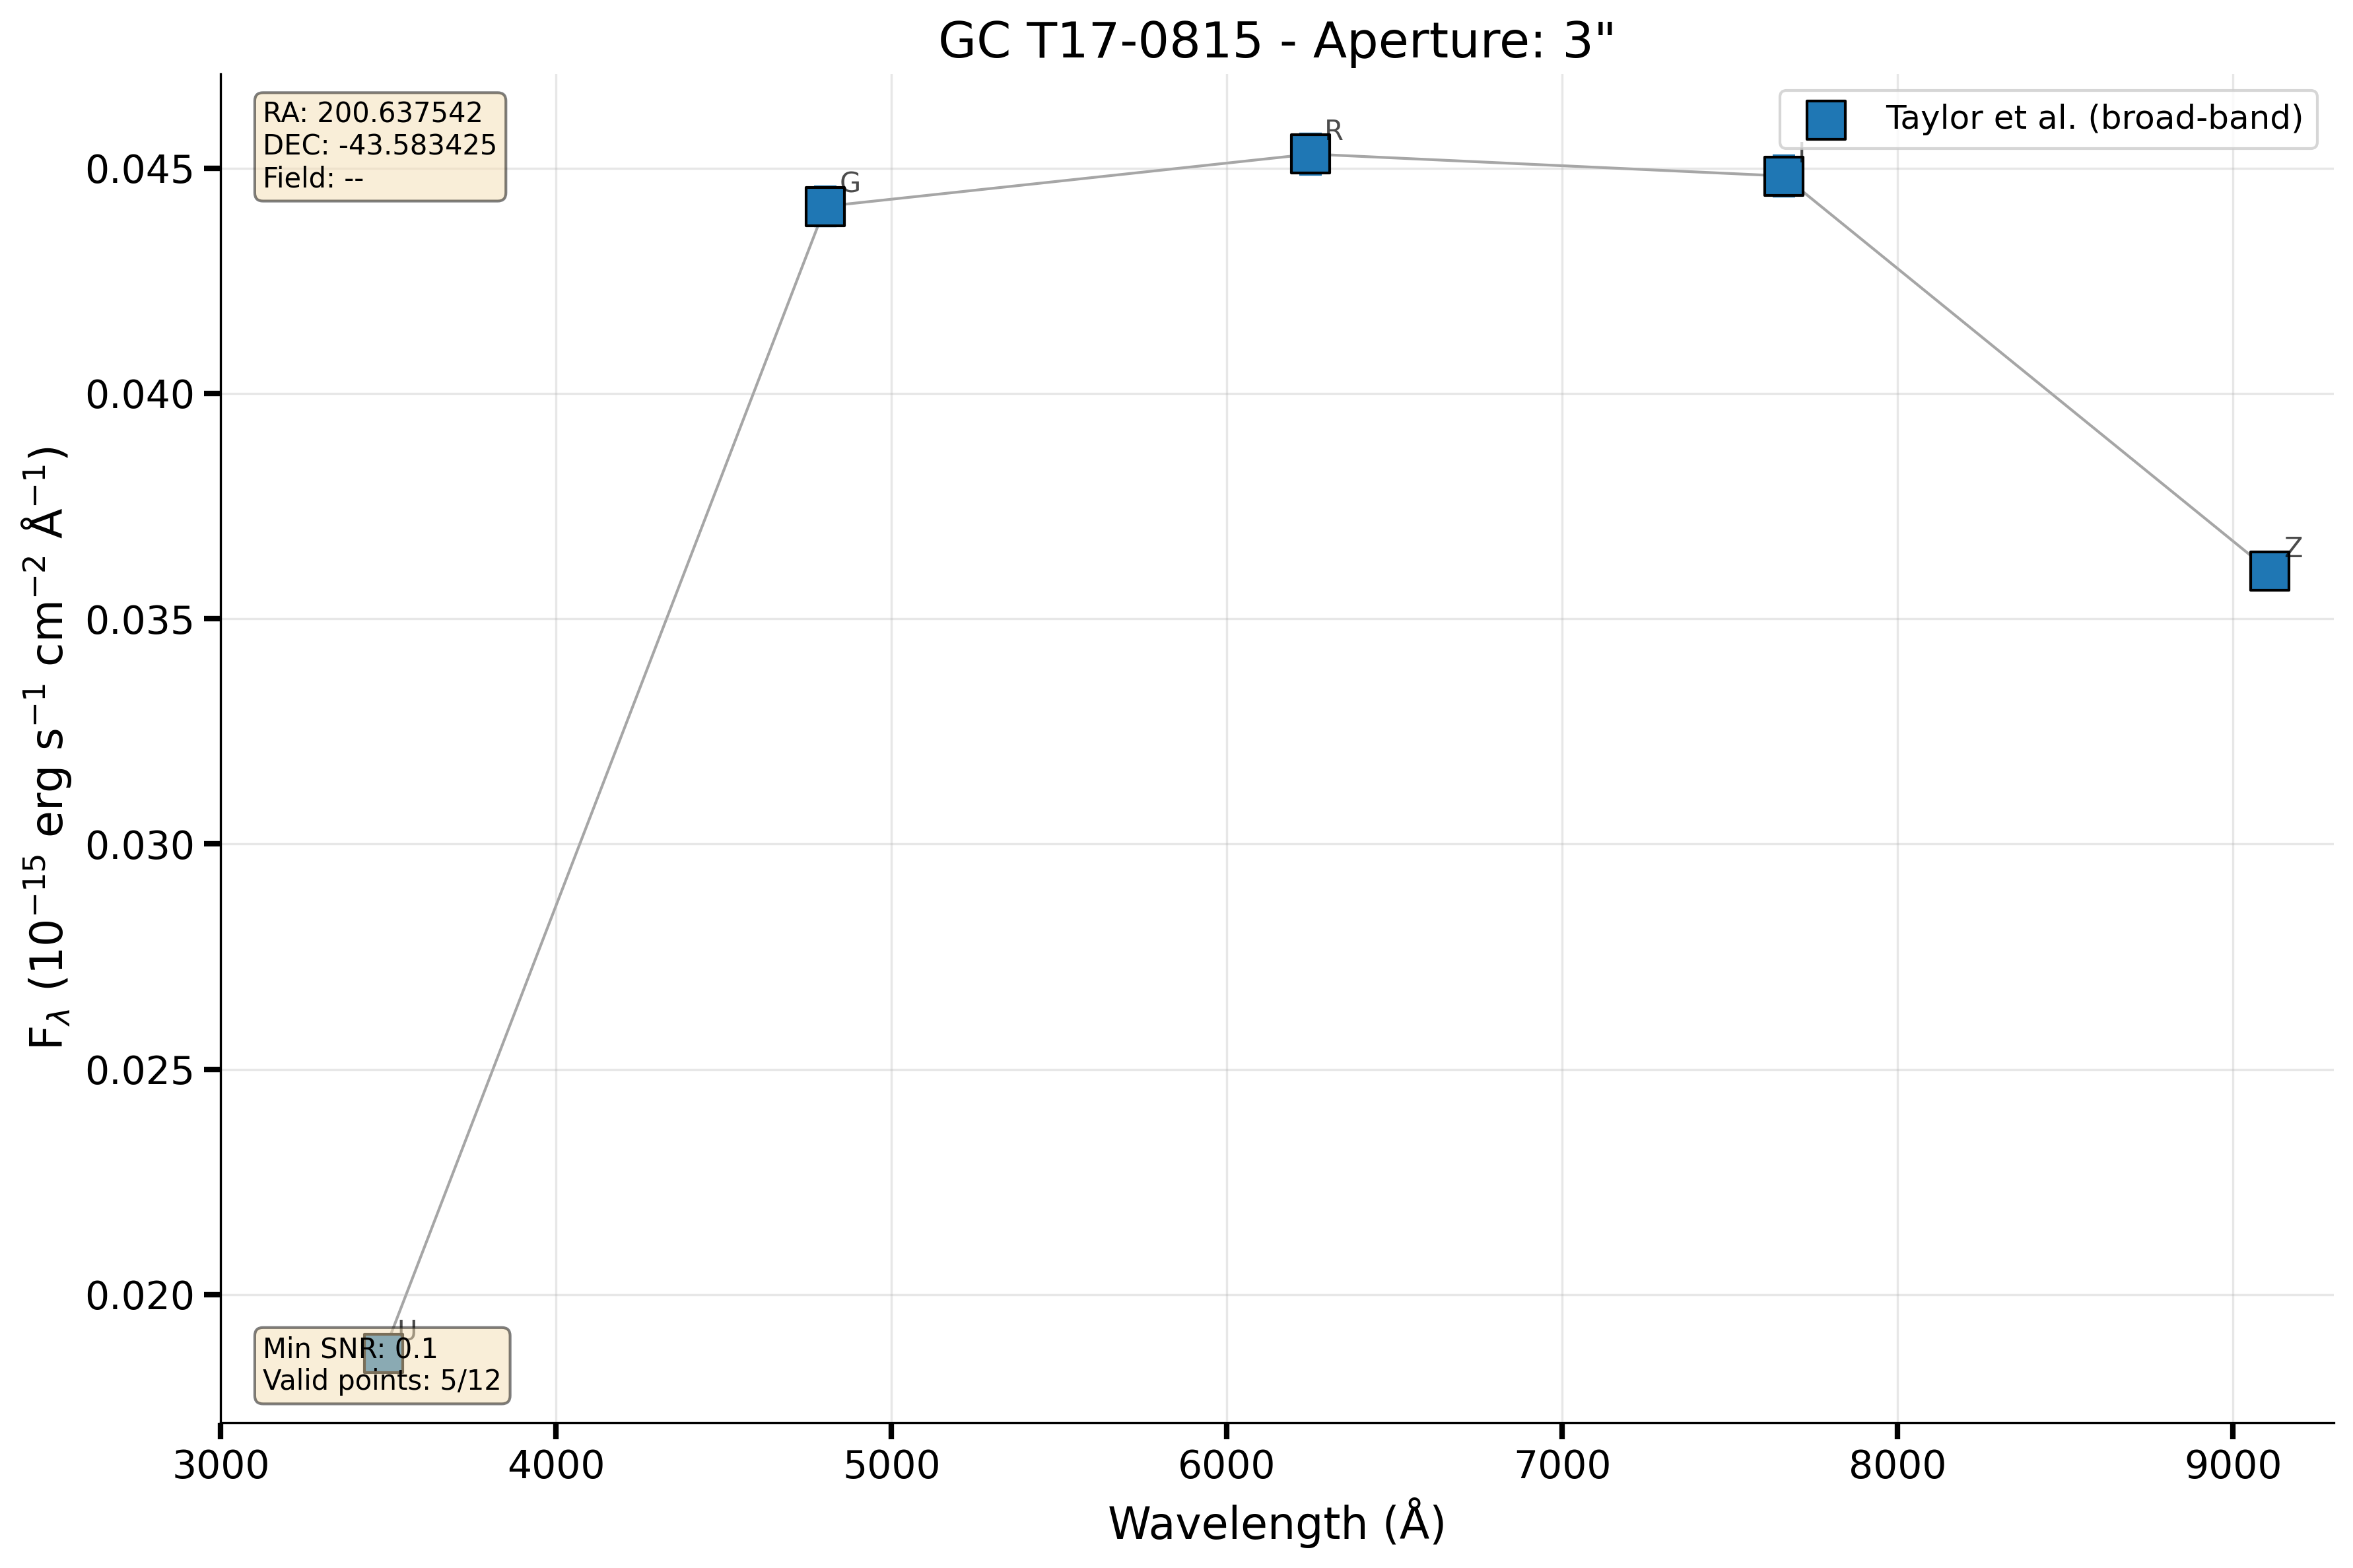 GC T17-0815 - Aperture: 3"
RA: 200.637542
DEC: -43.583425
Field: --
Taylor et al. (broad-band)
G
R
I
Z
U
Min SNR: 0.1
Valid points: 5/12
0.045
0.040
0.035
0.030
0.025
0.020
F_λ (10⁻¹⁵ erg s⁻¹ cm⁻² Å⁻¹)
3000 4000 5000 6000 7000 8000 9000
Wavelength (Å)